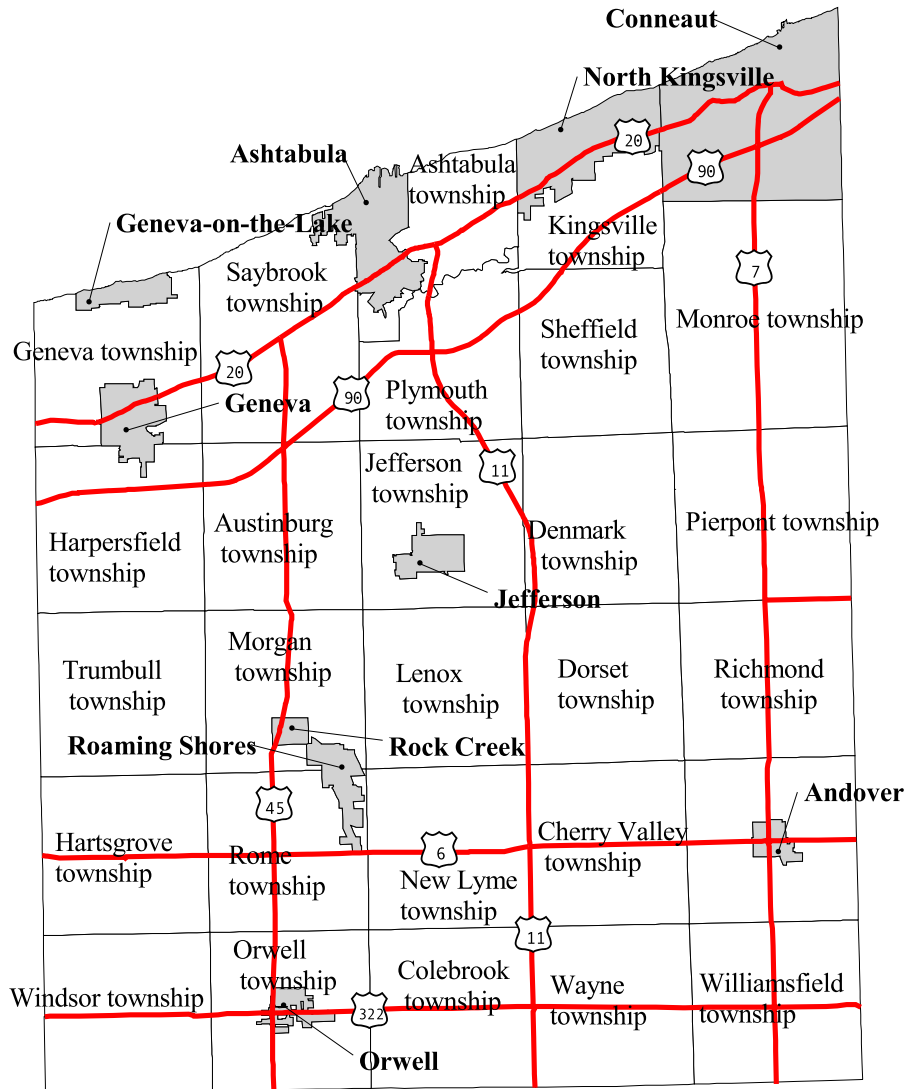 Conneaut
North Kingsville
20
Ashtabula
Ashtabula
township
90
Geneva-on-the-Lake
Kingsville
township
Saybrook
township
7
Monroe township
Sheffield
township
Geneva township
20
90
Plymouth
township
Geneva
Jefferson
township
11
Austinburg
township
Denmark
township
Pierpont township
Harpersfield
township
Jefferson
Morgan
township
Trumbull
township
Lenox
township
Dorset
township
Richmond
township
Roaming Shores
Rock Creek
45
Andover
Hartsgrove
township
Rome
township
6
Cherry Valley
township
New Lyme
township
11
Orwell
township
Colebrook
township
Windsor township
322
Wayne
township
Williamsfield
township
Orwell